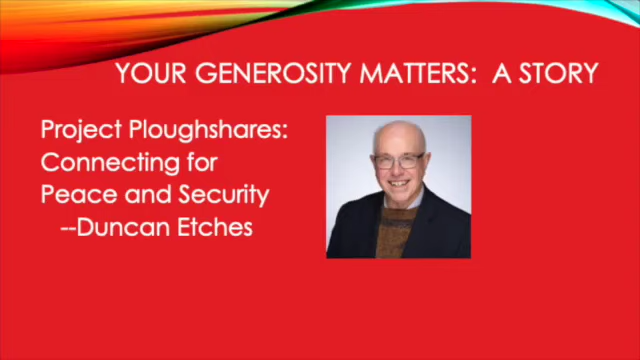 YOUR GENEROSITY MATTERS: A STORY
Project Ploughshares:
Connecting for
Peace and Security
--Duncan Etches